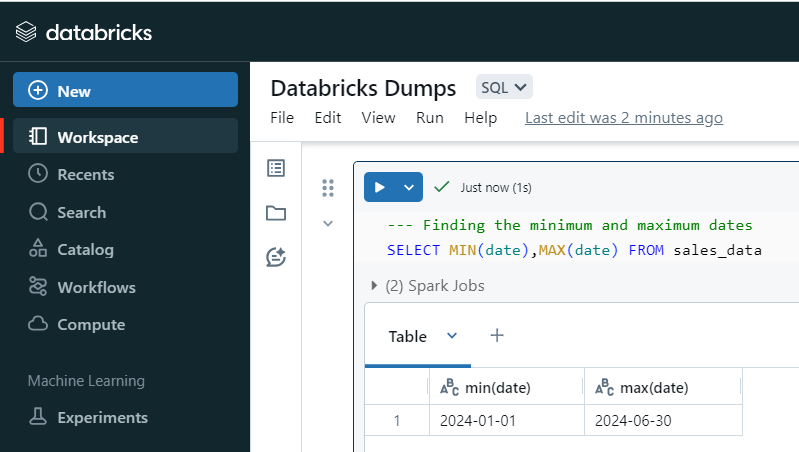 databricks
New
Workspace
Recents
Search
Catalog
Workflows
Compute
Machine Learning
Experiments
Databricks Dumps SQL
File Edit View Run Help Last edit was 2 minutes ago
Just now (1s)
--- Finding the minimum and maximum dates
SELECT MIN(date),MAX(date) FROM sales_data
(2) Spark Jobs
Table
ABC min(date) ABC max(date)
1 2024-01-01 2024-06-30